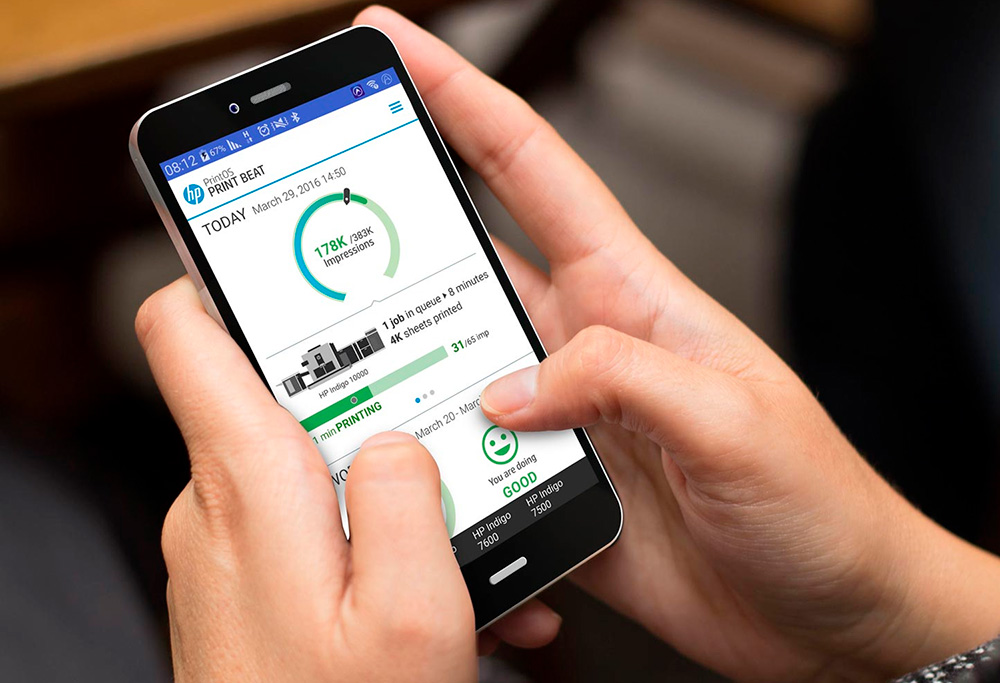 08:12 67% H
hp PrintOS
PRINT BEAT
TODAY March 29, 2016 14:50
178K /383K
Impressions
1 job in queue 8 minutes
4K sheets printed
HP Indigo 10000
31/65 imp
1 min PRINTING
March 20- Marc
You are doing
GOOD
HP Indigo
7600
HP Indigo
7500